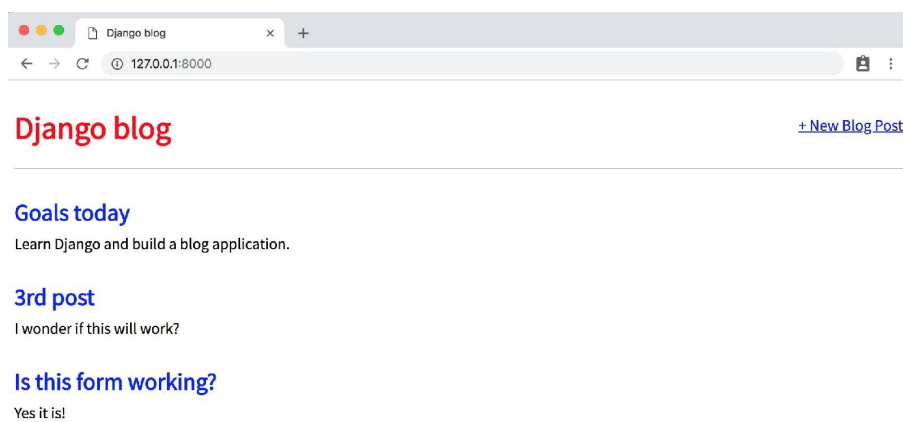 Django blog
127.0.0.1:8000
Django blog
+ New Blog Post
Goals today
Learn Django and build a blog application.
3rd post
I wonder if this will work?
Is this form working?
Yes it is!